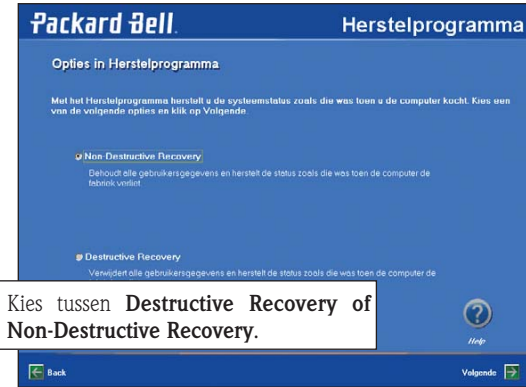 Packard Bell.
Herstelprogramma
Opties in Herstelprogramma
Met het Herstelprogramma herstelt u de systeemstatus zoals die was toen u de computer kocht. Kies een
van de volgende opties en klik op Volgende.
Non-Destructive Recovery
Behoudt alle gebruikersgegevens en herstelt de status zoals die was toen de computer de
fabriek verliet
Destructive Recovery
Verwijdert alle gebruikersgegevens en herstelt de status zoals die was toen de computer de
Kies tussen Destructive Recovery of
Non-Destructive Recovery.
Help
Back
Volgende